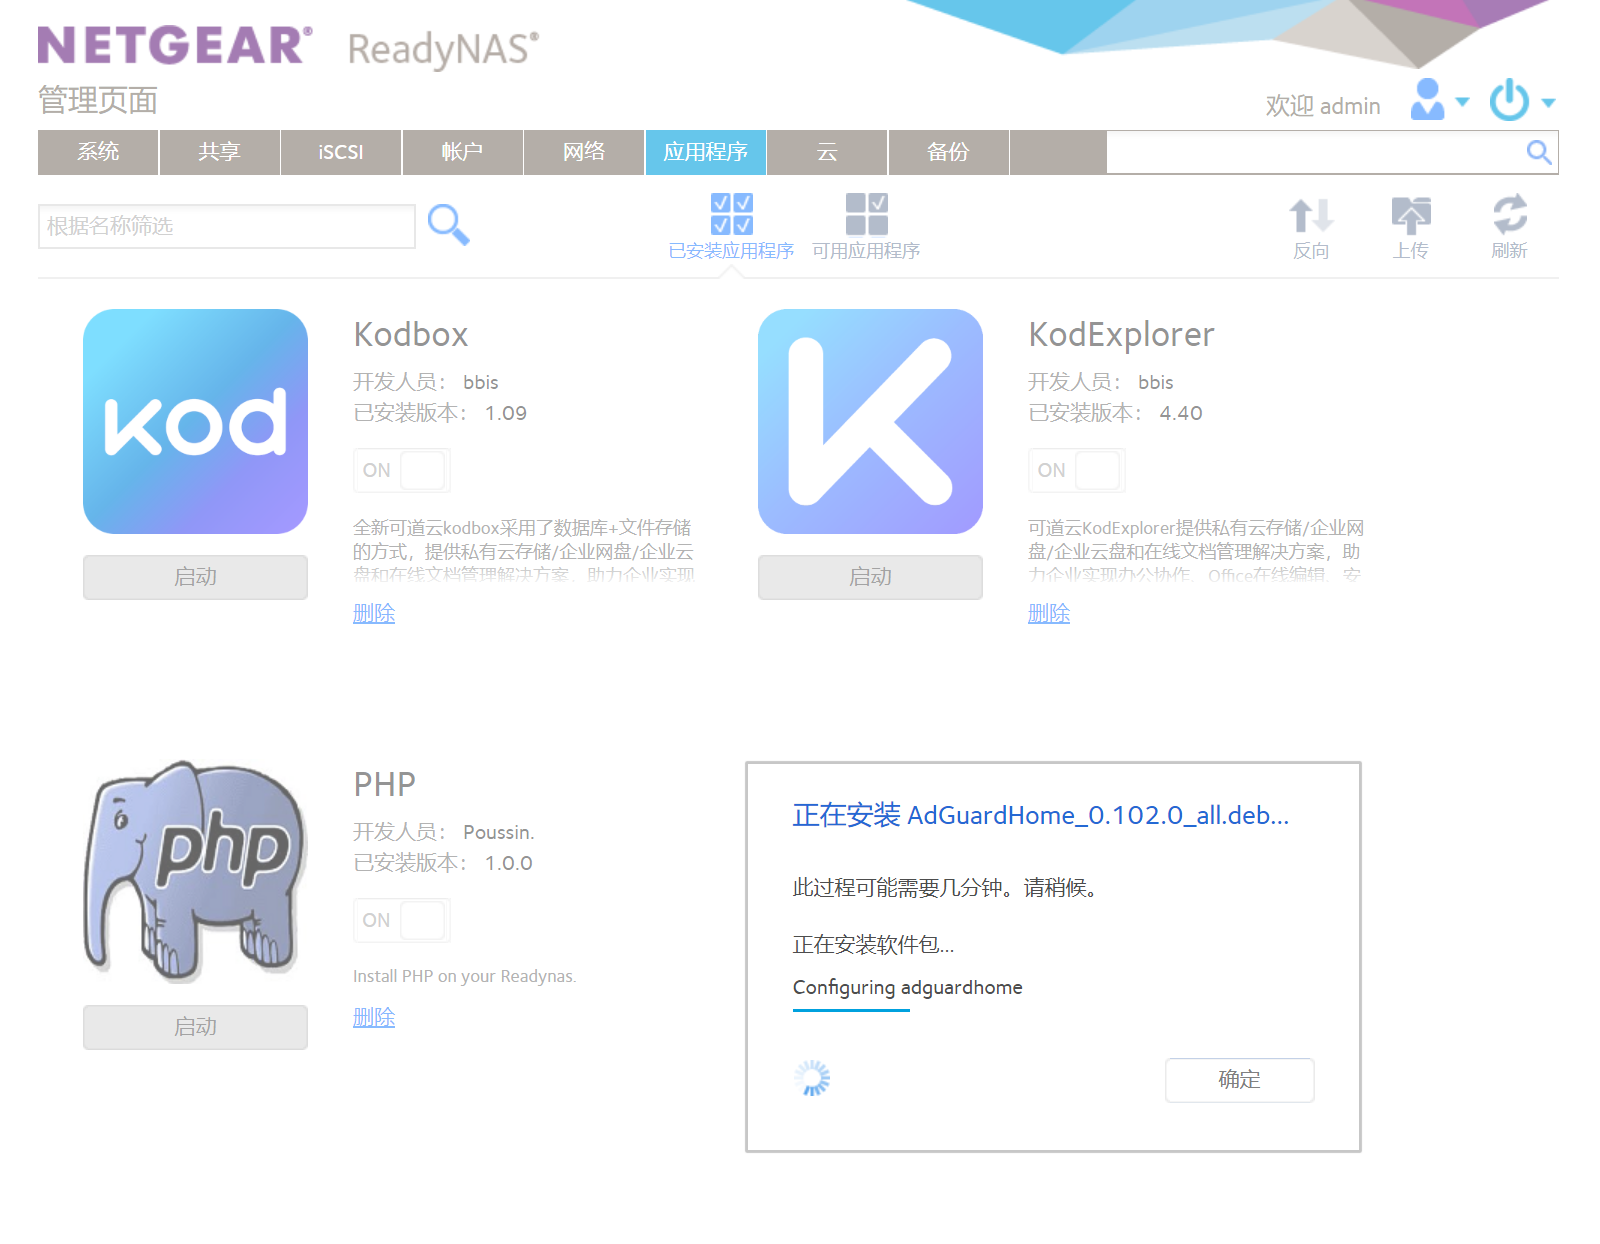 NETGEAR® ReadyNAS®
管理页面
欢迎 admin
系统 共享 iSCSI 帐户 网络 应用程序 云 备份
根据名称筛选
已安装应用程序 可用应用程序
反向 上传 刷新
kod
Kodbox
开发人员： bbis
已安装版本： 1.09
ON
全新可道云kodbox采用了数据库+文件存储
的方式，提供私有云存储/企业网盘/企业云
盘和在线文档管理解决方案，助力企业实现
启动
删除
K
KodExplorer
开发人员： bbis
已安装版本： 4.40
ON
可道云KodExplorer提供私有云存储/企业网
盘/企业云盘和在线文档管理解决方案，助
力企业实现办公协作、Office在线编辑、安
启动
删除
php
PHP
开发人员： Poussin.
已安装版本： 1.0.0
ON
Install PHP on your Readynas.
删除
启动
正在安装 AdGuardHome_0.102.0_all.deb...
此过程可能需要几分钟。请稍候。
正在安装软件包...
Configuring adguardhome
确定